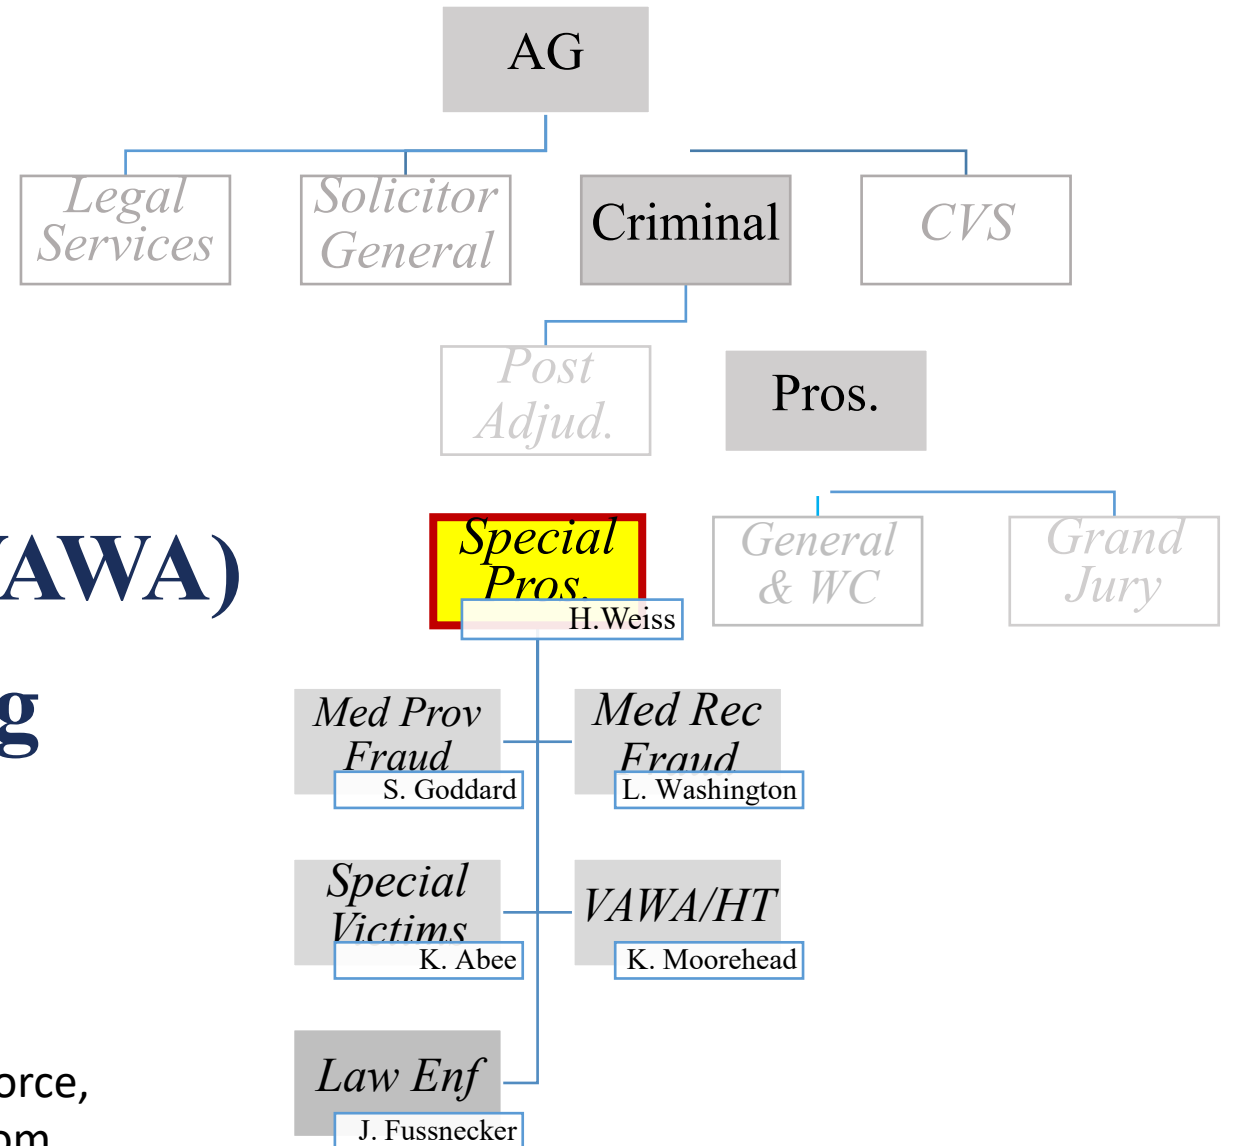 AG
Legal
Services
Solicitor
General
Criminal
CVS
Post
Adjud.
Pros.
AWA)
g
Special
Pros.
H.Weiss
General
& WC
Grand
Jury
Med Prov
Fraud
S. Goddard
Med Rec
Fraud
L. Washington
Special
Victims
K. Abee
VAWA/HT
K. Moorehead
Law Enf
J. Fussnecker
orce,
om